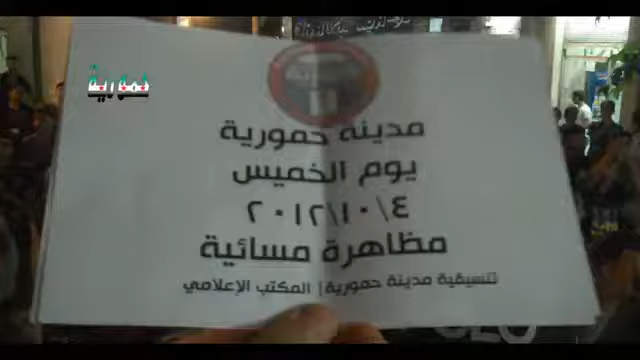 حمورية
مدينة حمورية
يوم الخميس
٢٠١٢\١٠\٤
مظاهرة مسائية
تنسيقية مدينة حمورية | المكتب الإعلامي